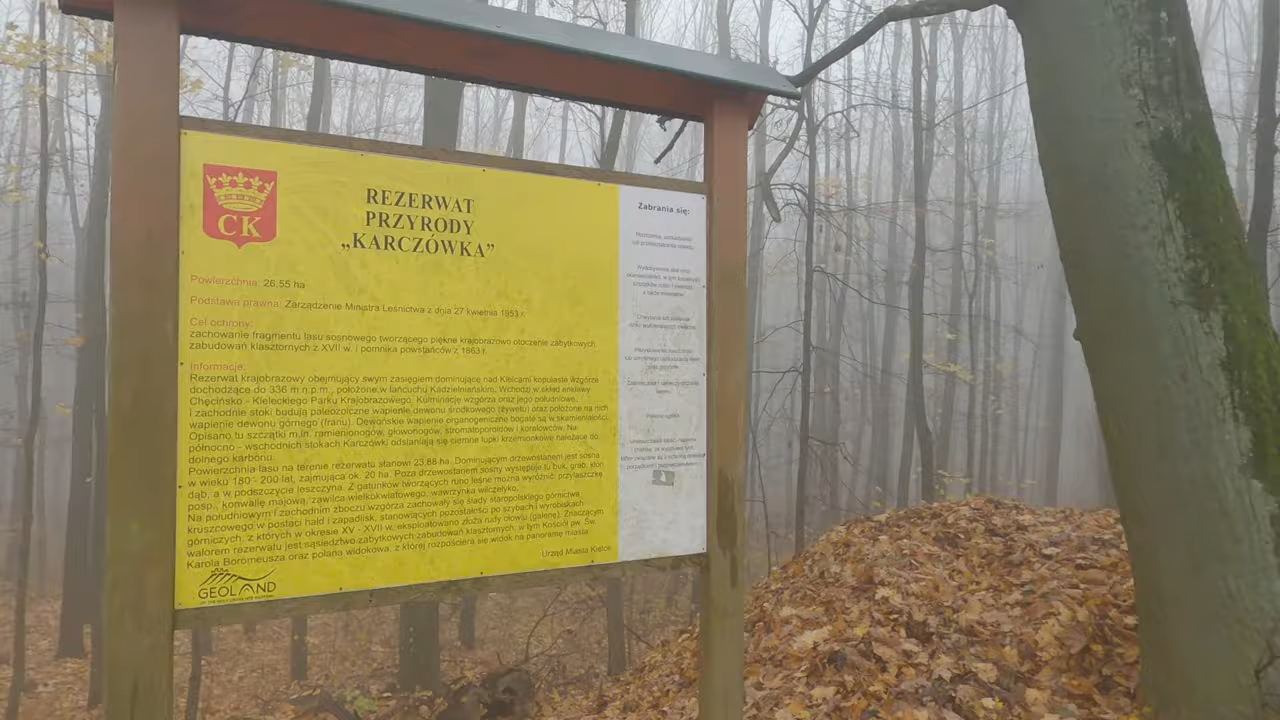 CK
REZERWAT
PRZYRODY
„KARCZÓWKA”
Powierzchnia: 26,55 ha
Podstawa prawna: Zarządzenie Ministra Leśnictwa z dnia 27 kwietnia 1953 r.
Cel ochrony:
zachowanie fragmentu lasu sosnowego tworzącego piękne krajobrazowo otoczenie zabytkowych
zabudowań klasztornych z XVII w. i pomnika powstańców z 1863 r.
Informacje:
Rezerwat krajobrazowy obejmujący swym zasięgiem dominujące nad Kielcami kopulaste wzgórze
dochodzące do 336 m n.p.m., położone w łańcuchu Kadzielniańskim. Wchodzi w skład enklawy
Chęcińsko - Kieleckiego Parku Krajobrazowego. Kulminację wzgórza oraz jego południowe,
i zachodnie stoki budują paleozoiczne wapienie dewonu środkowego (żywetu) oraz położone na nich
wapienie dewonu górnego (franu). Dewońskie wapienie organogeniczne bogate są w skamieniałości.
Opisano tu szczątki m.in. ramienionogów, głowonogów, stromatoporoidów i koralowców. Na
północno - wschodnich stokach Karczówki odsłaniają się ciemne łupki krzemionkowe należące do
dolnego karbonu.
Powierzchnia lasu na terenie rezerwatu stanowi 23,88 ha. Dominującym drzewostanem jest sosna
w wieku 180 - 200 lat, zajmująca ok. 20 ha. Poza drzewostanem sosny występuje tu buk, grab, klon
dąb, a w podszyciu leszczyna. Z gatunków tworzących runo leśne można wyróżnić: przylaszczkę
posp., konwalię majową, żawilca wielkokwiatowego, wawrzynka wilczełyko.
Na południowym i zachodnim zboczu wzgórza zachowały się ślady staropolskiego górnictwa
kruszcowego w postaci hałd i zapadlisk, stanowiących pozostałości po szybach i wyrobiskach
górniczych, z których w okresie XV - XVII w. eksploatowano złoża rudy ołowiu (galenę). Znaczącym
walorem rezerwatu jest sąsiedztwo zabytkowych zabudowań klasztornych, w tym Kościół pw. Św.
Karola Boromeusza oraz polana widokowa, z której rozpościera się widok na panoramę miasta
Urząd Miasta Kielce
GEOLAND
Zabrania się: